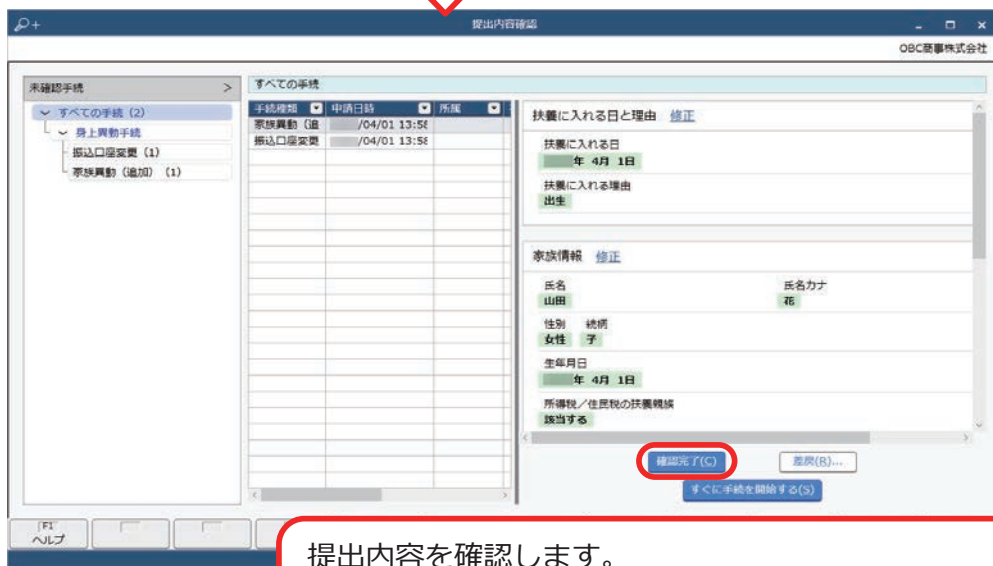 提出内容確認
OBC商事株式会社
未確認手続 >
すべての手続
すべての手続 (2)
身上異動手続
振込口座変更 (1)
家族異動 (追加) (1)
手続種類 申請日時 所属
家族異動 (追 /04/01 13:58
振込口座変更 /04/01 13:58
扶養に入れる日と理由 修正
扶養に入れる日
年 4月 1日
扶養に入れる理由
出生
家族情報 修正
氏名 氏名カナ
山田 花
性別 続柄
女性 子
生年月日
年 4月 1日
所得税/住民税の扶養親族
該当する
確認完了(C) 差戻(R)...
すぐに手続を開始する(S)
F1
ヘルプ
提出内容を確認します。